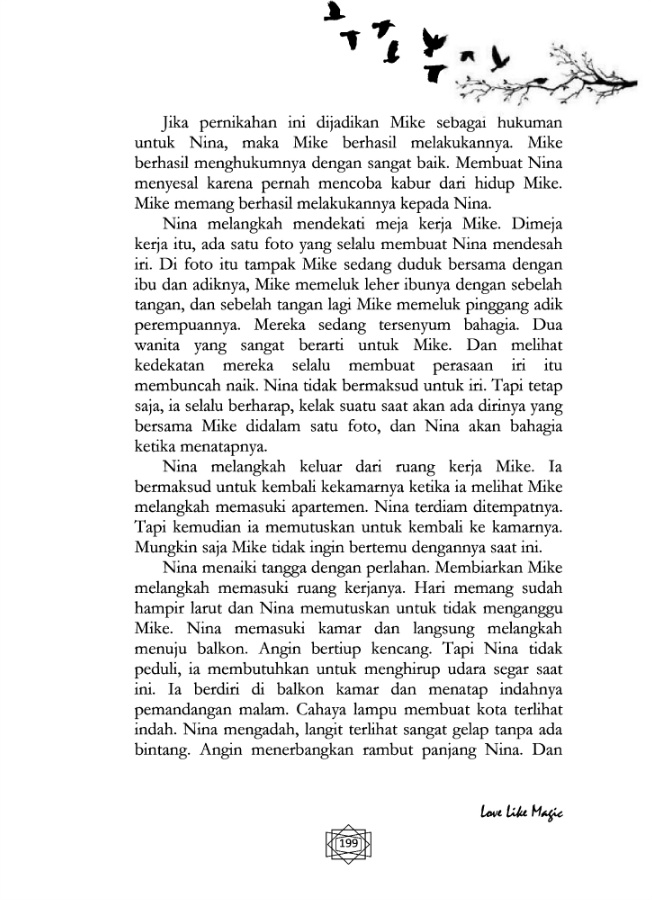 Jika pernikahan ini dijadikan Mike sebagai hukuman
untuk Nina, maka Mike berhasil melakukannya. Mike
berhasil menghukumnya dengan sangat baik. Membuat Nina
menyesal karena pernah mencoba kabur dari hidup Mike.
Mike memang berhasil melakukannya kepada Nina.
Nina melangkah mendekati meja kerja Mike. Dimeja
kerja itu, ada satu foto yang selalu membuat Nina mendesah
iri. Di foto itu tampak Mike sedang duduk bersama dengan
ibu dan adiknya, Mike memeluk leher ibunya dengan sebelah
tangan, dan sebelah tangan lagi Mike memeluk pinggang adik
perempuannya. Mereka sedang tersenyum bahagia. Dua
wanita yang sangat berarti untuk Mike. Dan melihat
kedekatan mereka selalu membuat perasaan iri itu
membuncah naik. Nina tidak bermaksud untuk iri. Tapi tetap
saja, ia selalu berharap, kelak suatu saat akan ada dirinya yang
bersama Mike didalam satu foto, dan Nina akan bahagia
ketika menatapnya.
Nina melangkah keluar dari ruang kerja Mike. Ia
bermaksud untuk kembali kekamarnya ketika ia melihat Mike
melangkah memasuki apartemen. Nina terdiam ditempatnya.
Tapi kemudian ia memutuskan untuk kembali ke kamarnya.
Mungkin saja Mike tidak ingin bertemu dengannya saat ini.
Nina menaiki tangga dengan perlahan. Membiarkan Mike
melangkah memasuki ruang kerjanya. Hari memang sudah
hampir larut dan Nina memutuskan untuk tidak menganggu
Mike. Nina memasuki kamar dan langsung melangkah
menuju balkon. Angin bertiup kencang. Tapi Nina tidak
peduli, ia membutuhkan untuk menghirup udara segar saat
ini. Ia berdiri di balkon kamar dan menatap indahnya
pemandangan malam. Cahaya lampu membuat kota terlihat
indah. Nina mengadah, langit terlihat sangat gelap tanpa ada
bintang. Angin menerbangkan rambut panjang Nina. Dan
Love Like Magic
199